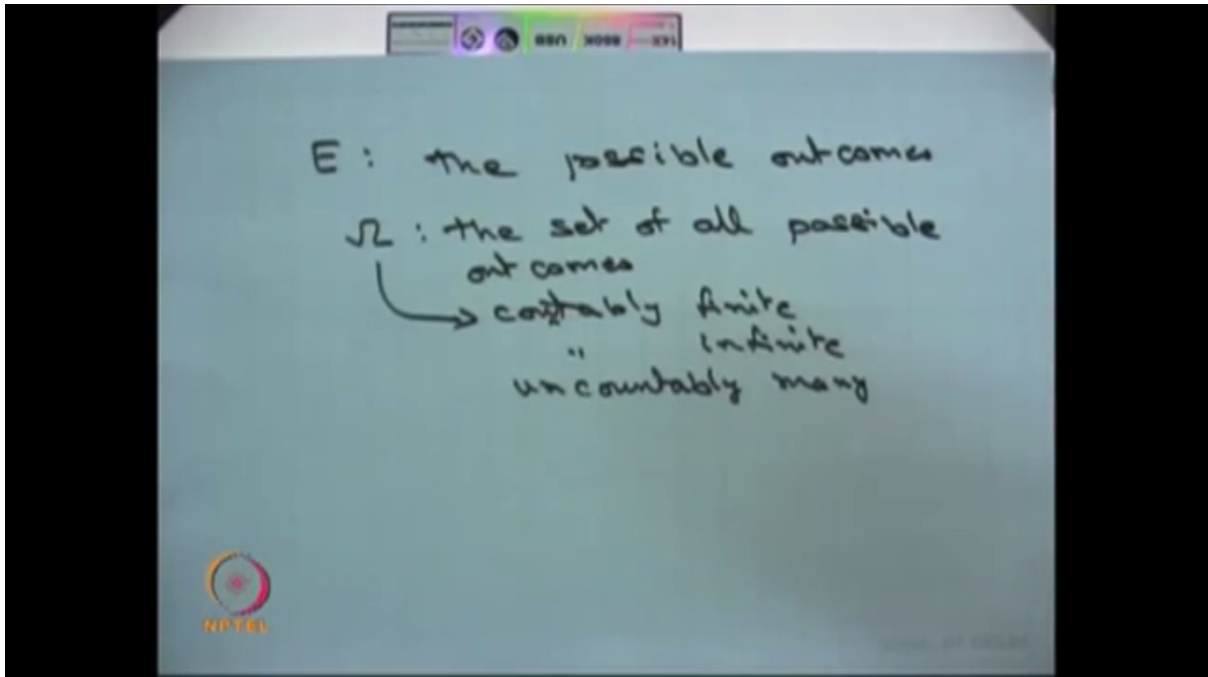 E : the possible outcomes
Ω : the set of all possible
outcomes
countably finite
" infinite
uncountably many
NPTEL